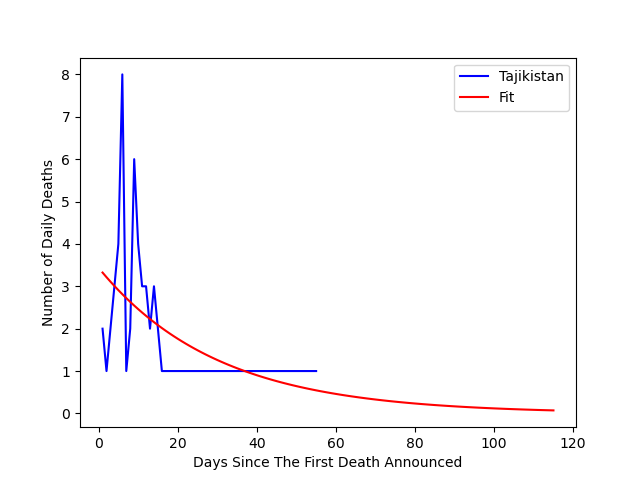 Tajikistan
Fit
8
7
6
5
4
3
2
1
0
Number of Daily Deaths
0 20 40 60 80 100 120
Days Since The First Death Announced